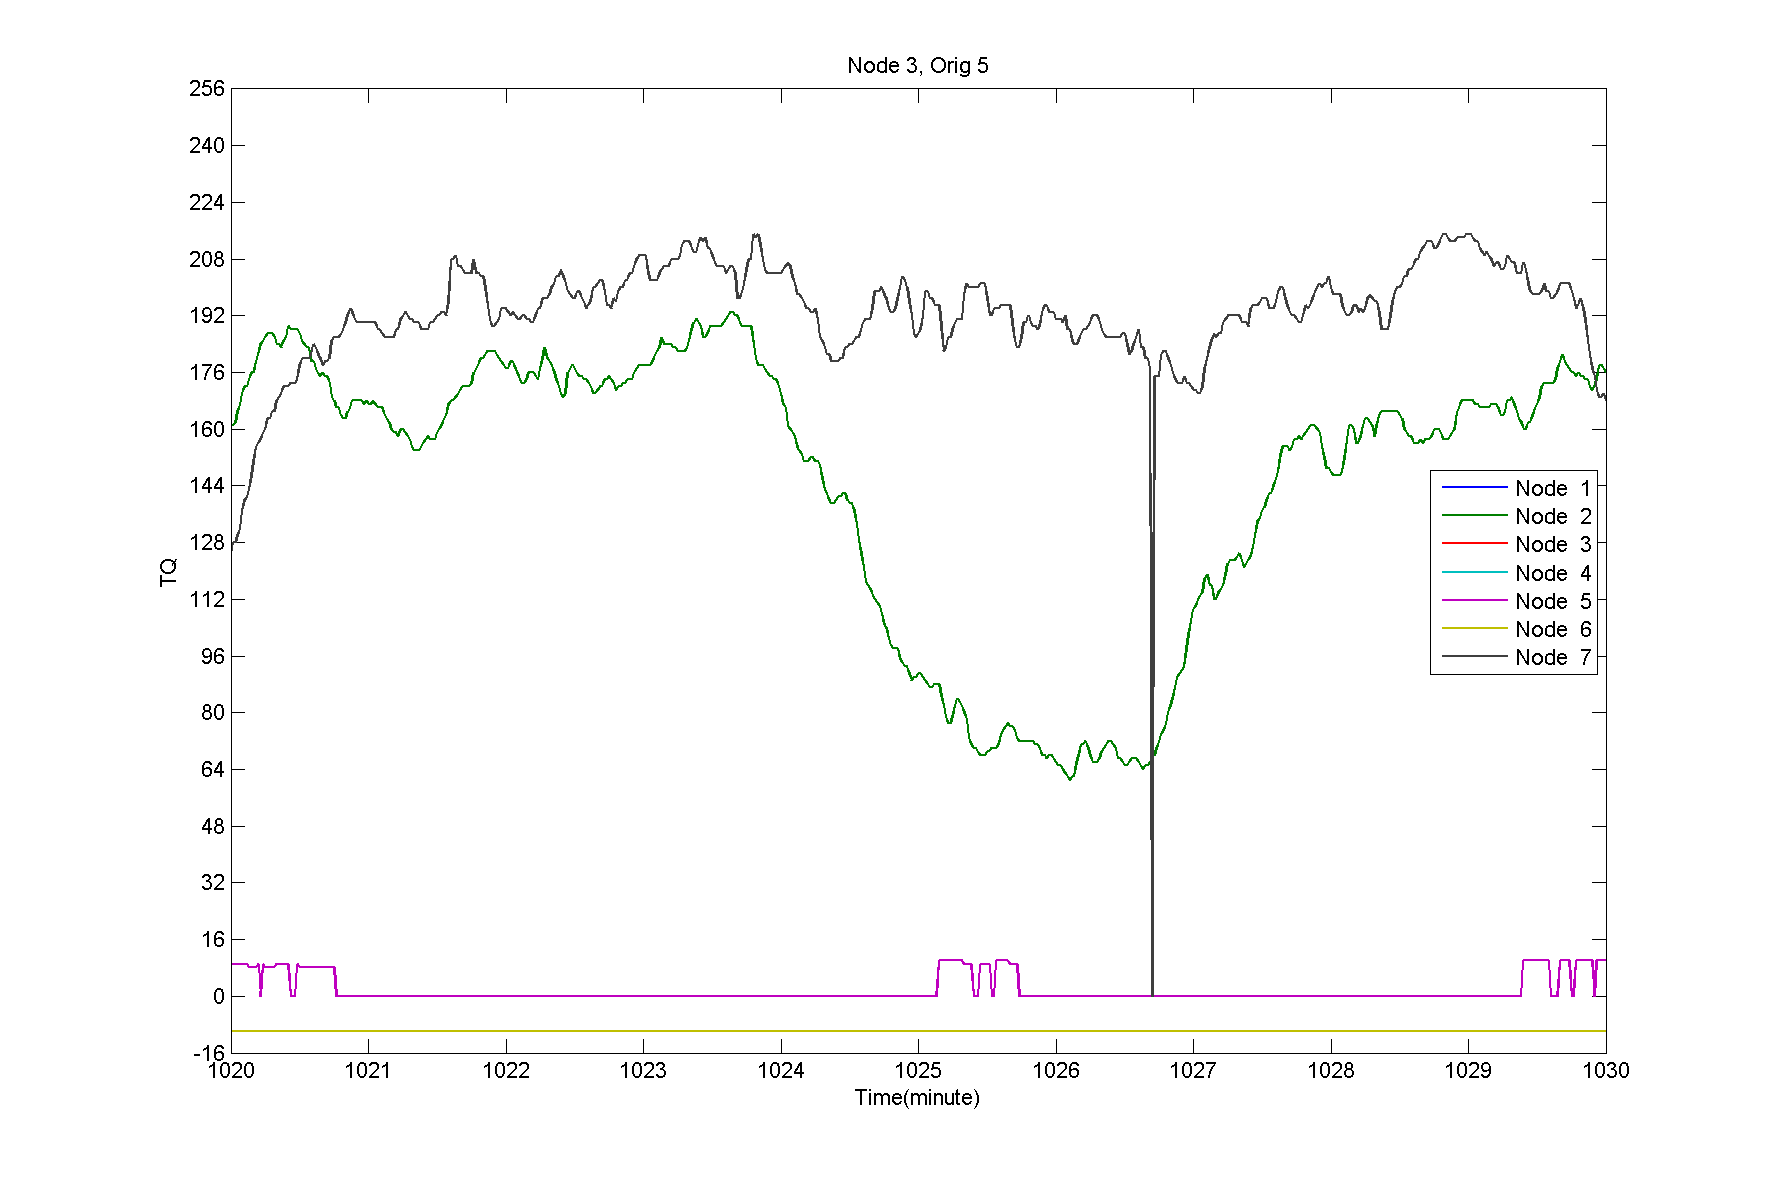 Node 3, Orig 5
256
240
224
208
192
176
160
144
128
112
96
80
64
48
32
16
0
-16
TQ
Node 1
Node 2
Node 3
Node 4
Node 5
Node 6
Node 7
1020 1021 1022 1023 1024 1025 1026 1027 1028 1029 1030
Time(minute)